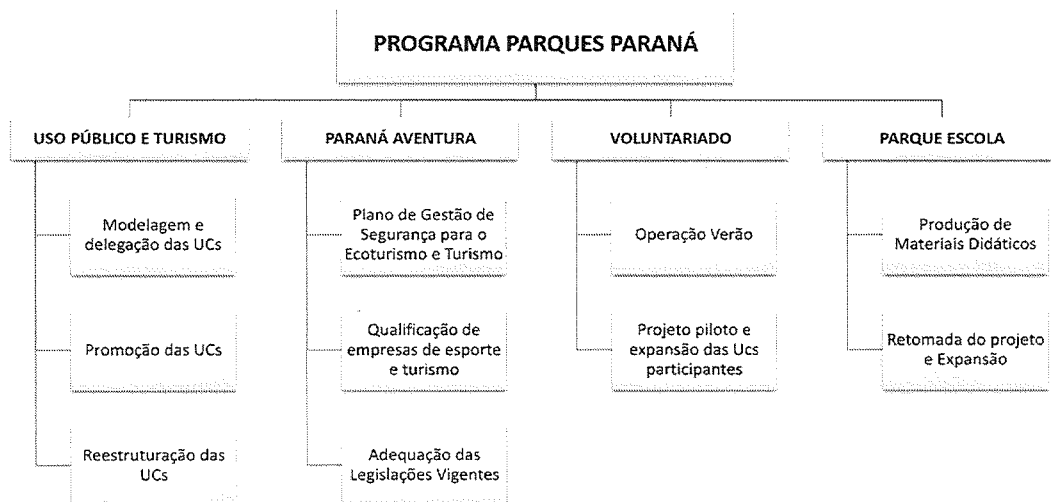 PROGRAMA PARQUES PARANÁ
USO PÚBLICO E TURISMO
Modelagem e
delegação das UCs
Promoção das UCs
Reestruturação das
UCs
PARANÁ AVENTURA
Plano de Gestão de
Segurança para o
Ecoturismo e Turismo
Qualificação de
empresas de esporte
e turismo
Adequação das
Legislações Vigentes
VOLUNTARIADO
Operação Verão
Projeto piloto e
expansão das Ucs
participantes
PARQUE ESCOLA
Produção de
Materiais Didáticos
Retomada do projeto
e Expansão